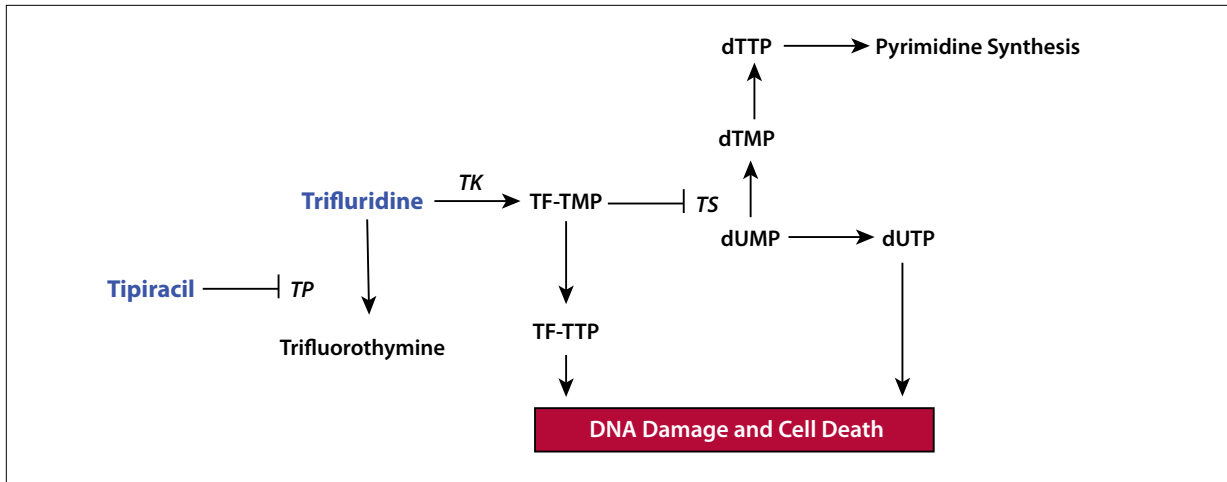 dTTP
Pyrimidine Synthesis
dTMP
TK
Trifluridine
TF-TMP
TS
dUMP
dUTP
Tipiracil
TP
TF-TTP
Trifluorothymine
DNA Damage and Cell Death